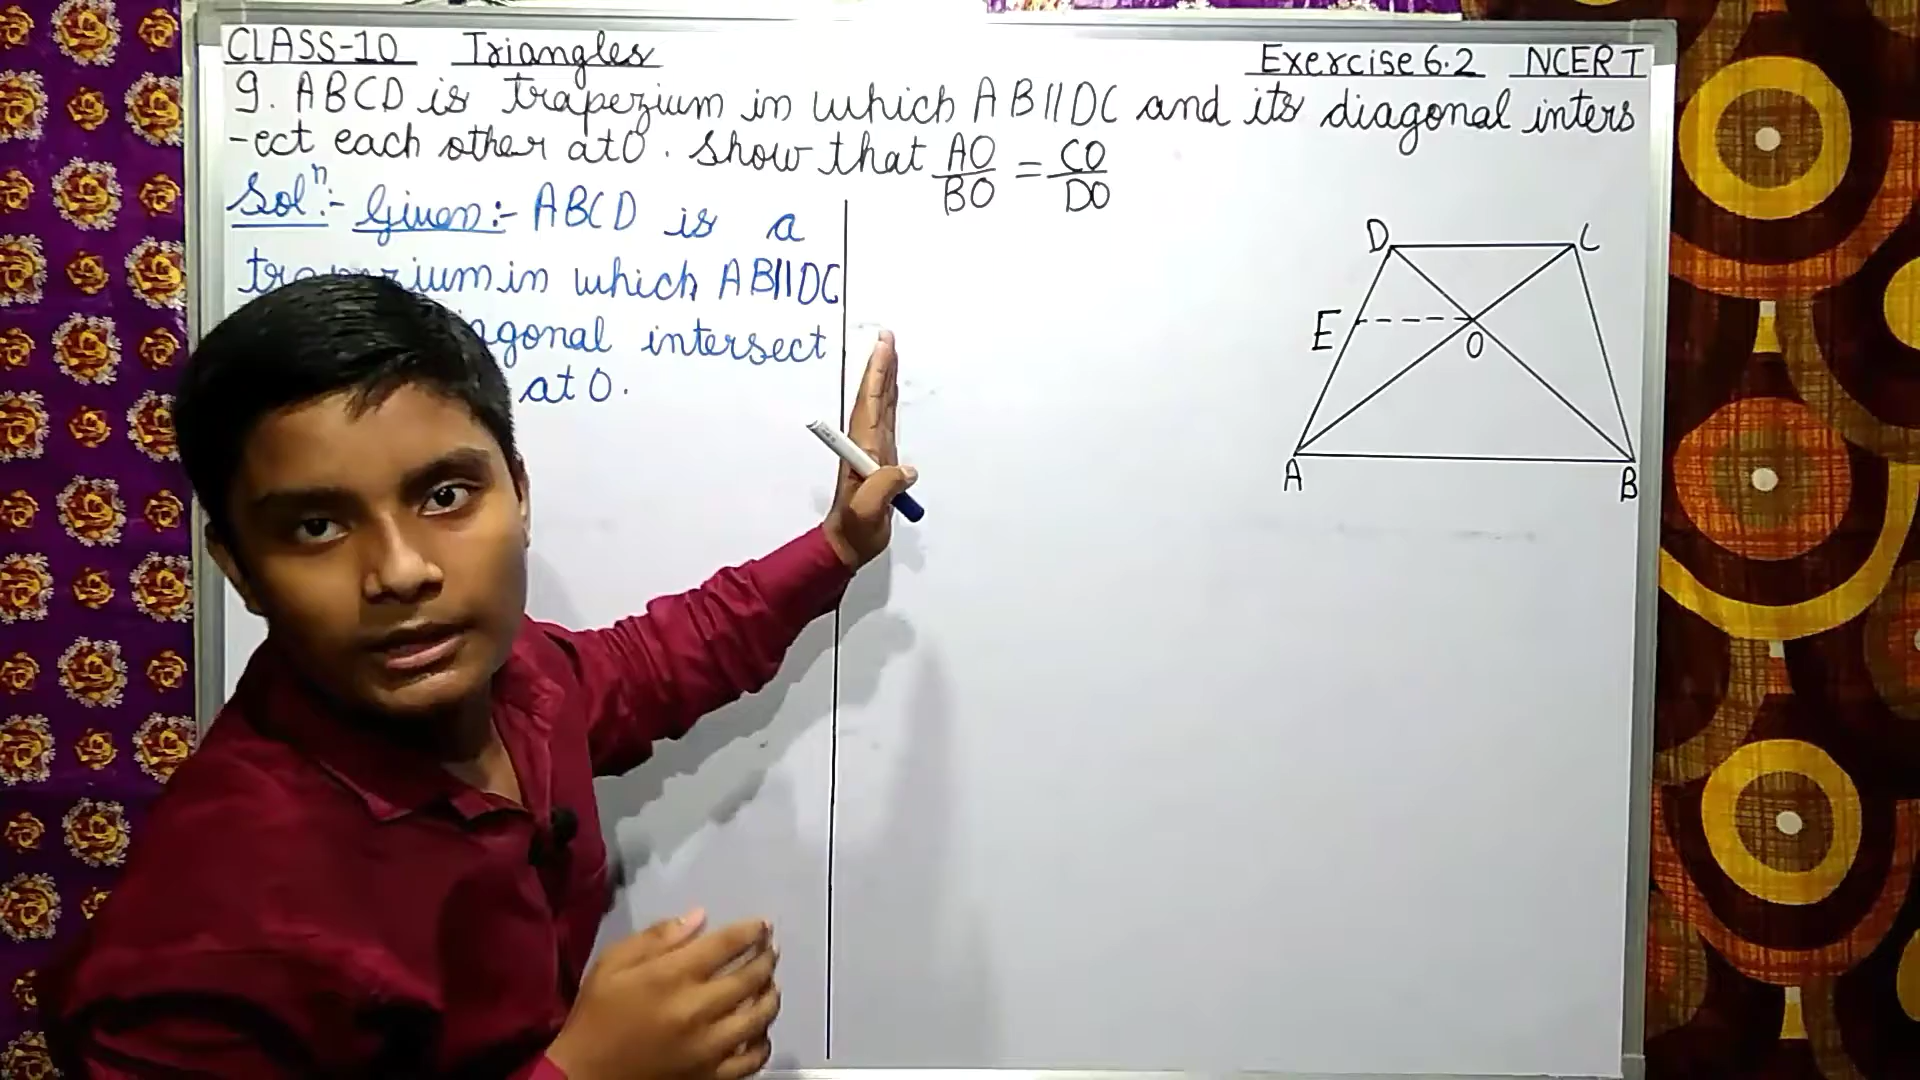 CLASS-10 Triangles Exercise 6.2 NCERT
9. ABCD is trapezium in which AB||DC and its diagonal inters
-ect each other at O. Show that AO/BO = CO/DO
Solⁿ:- Given:- ABCD is a
in which AB||DC
intersect
at O.
D C
E O
A B